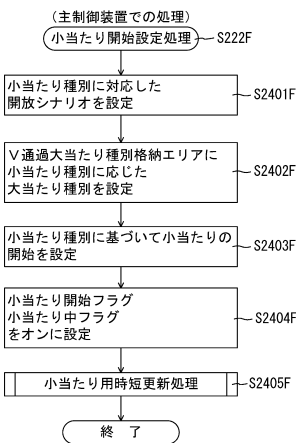 (主制御装置での処理)
小当たり開始設定処理 S222F
小当たり種別に対応した
開放シナリオを設定 S2401F
V通過大当たり種別格納エリアに
小当たり種別に応じた
大当たり種別を設定 S2402F
小当たり種別に基づいて小当たりの
開始を設定 S2403F
小当たり開始フラグ
小当たり中フラグ
をオンに設定 S2404F
小当たり用時短更新処理 S2405F
終 了